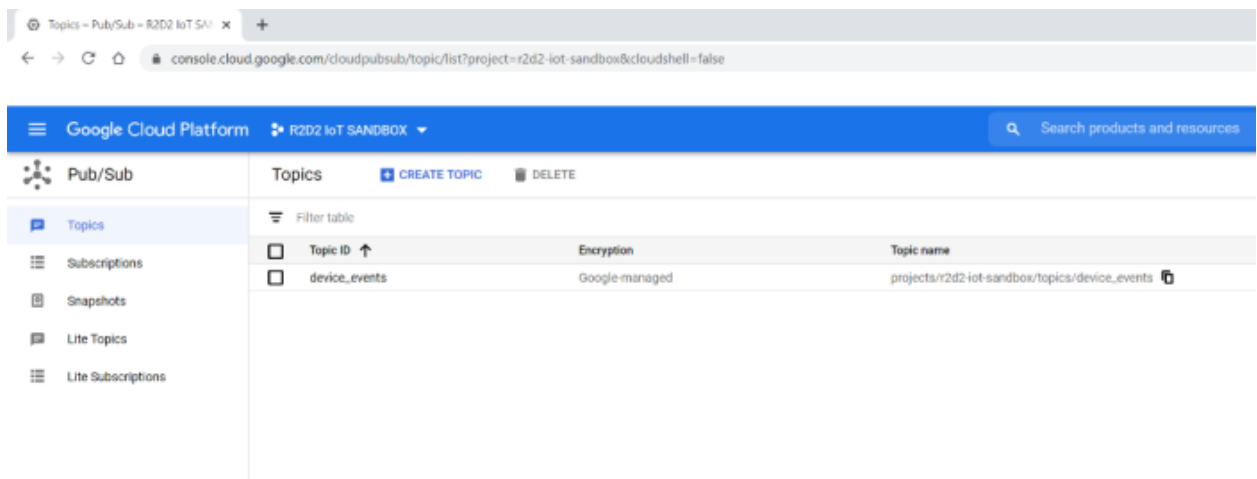 Topics – Pub/Sub – R2D2 IoT SA
console.cloud.google.com/cloudpubsub/topic/list?project=r2d2-iot-sandbox&cloudshell=false
Google Cloud Platform R2D2 IoT SANDBOX Search products and resources
Pub/Sub Topics CREATE TOPIC DELETE
Topics Filter table
Topic ID Encryption Topic name
Subscriptions
device_events Google-managed projects/r2d2-iot-sandbox/topics/device_events
Snapshots
Lite Topics
Lite Subscriptions